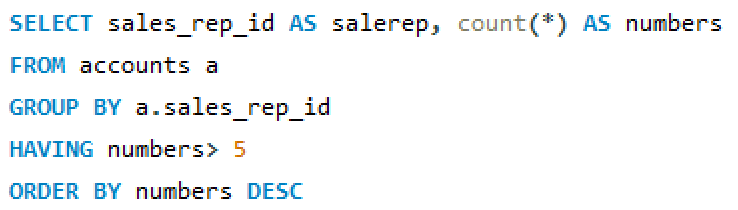 SELECT sales_rep_id AS salerep, count(*) AS numbers
FROM accounts a
GROUP BY a.sales_rep_id
HAVING numbers> 5
ORDER BY numbers DESC